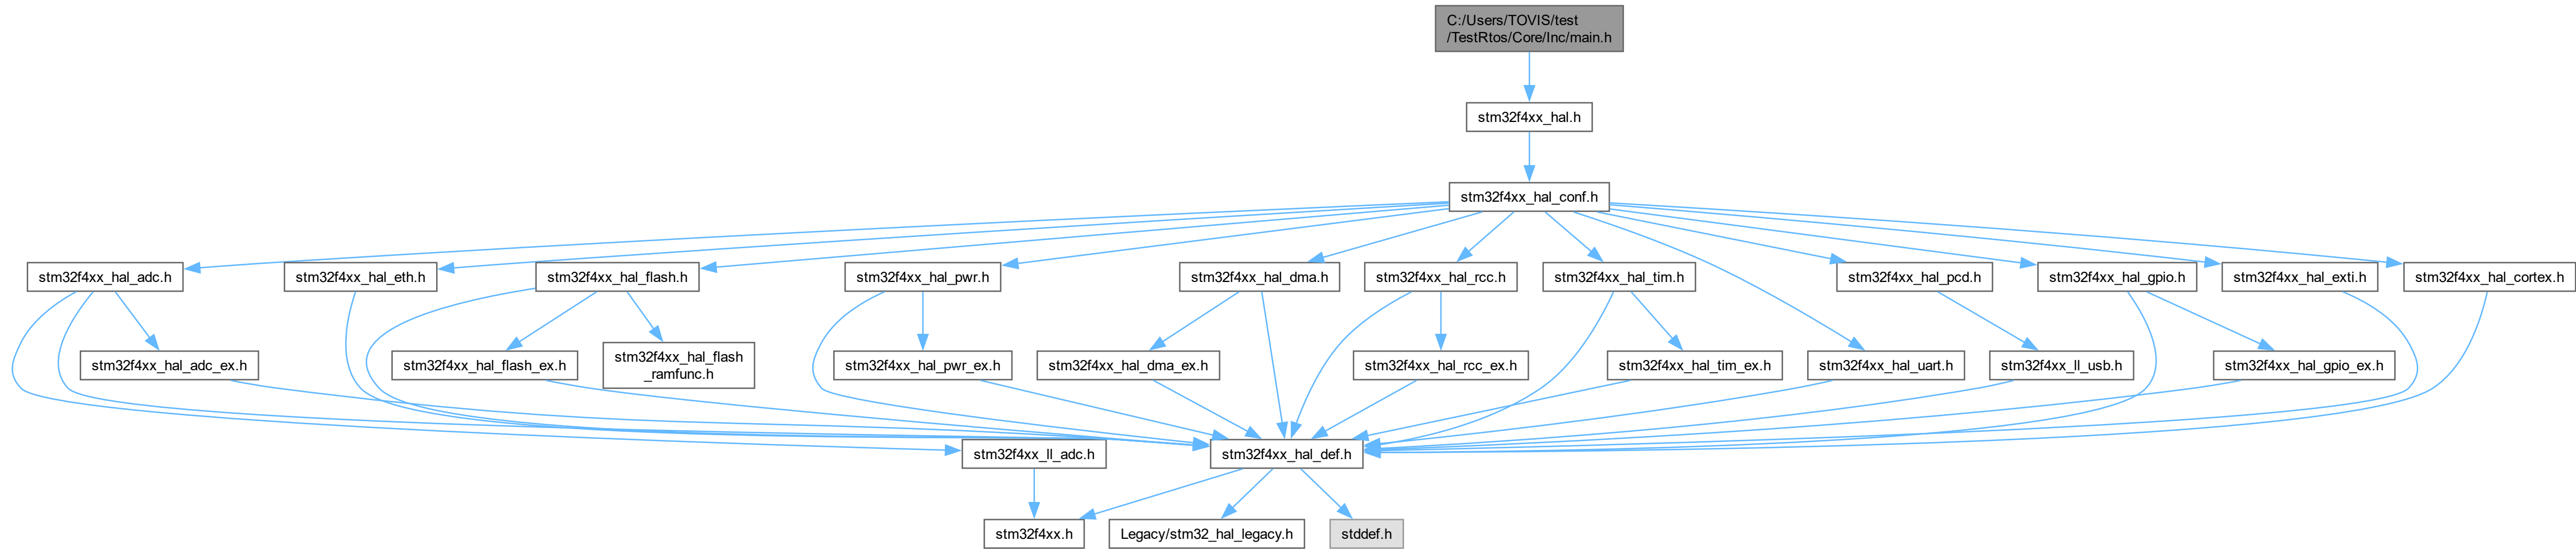 C:/Users/TOVIS/test
/TestRtos/Core/Inc/main.h
stm32f4xx_hal.h
stm32f4xx_hal_conf.h
stm32f4xx_hal_adc.h
stm32f4xx_hal_eth.h
stm32f4xx_hal_flash.h
stm32f4xx_hal_pwr.h
stm32f4xx_hal_dma.h
stm32f4xx_hal_rcc.h
stm32f4xx_hal_tim.h
stm32f4xx_hal_pcd.h
stm32f4xx_hal_gpio.h
stm32f4xx_hal_exti.h
stm32f4xx_hal_cortex.h
stm32f4xx_hal_adc_ex.h
stm32f4xx_hal_flash_ex.h
stm32f4xx_hal_flash
_ramfunc.h
stm32f4xx_hal_pwr_ex.h
stm32f4xx_hal_dma_ex.h
stm32f4xx_hal_rcc_ex.h
stm32f4xx_hal_tim_ex.h
stm32f4xx_hal_uart.h
stm32f4xx_ll_usb.h
stm32f4xx_hal_gpio_ex.h
stm32f4xx_ll_adc.h
stm32f4xx_hal_def.h
stm32f4xx.h
Legacy/stm32_hal_legacy.h
stddef.h